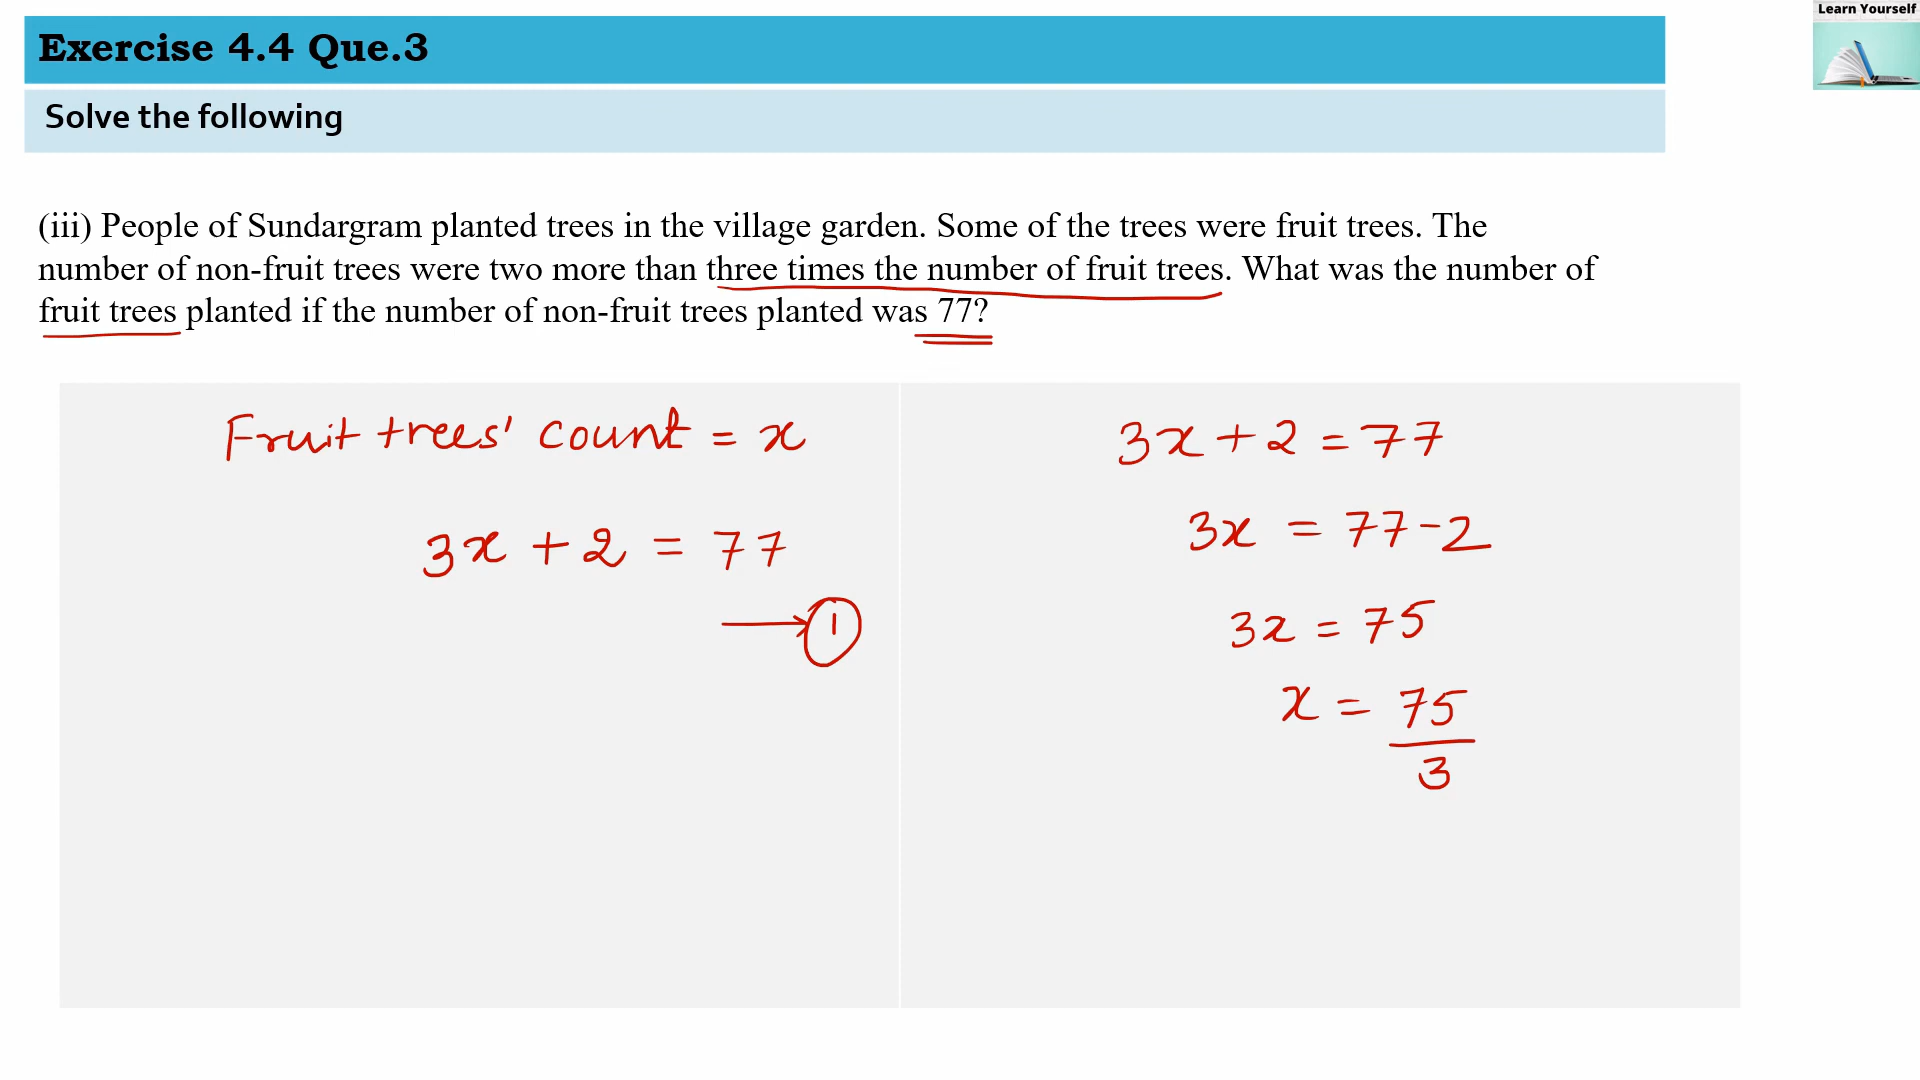 Learn Yourself
Exercise 4.4 Que.3
Solve the following
(iii) People of Sundargram planted trees in the village garden. Some of the trees were fruit trees. The
number of non-fruit trees were two more than three times the number of fruit trees. What was the number of
fruit trees planted if the number of non-fruit trees planted was 77?
Fruit trees' count = x
3x + 2 = 77
1
3x + 2 = 77
3x = 77 - 2
3x = 75
x = 75
3